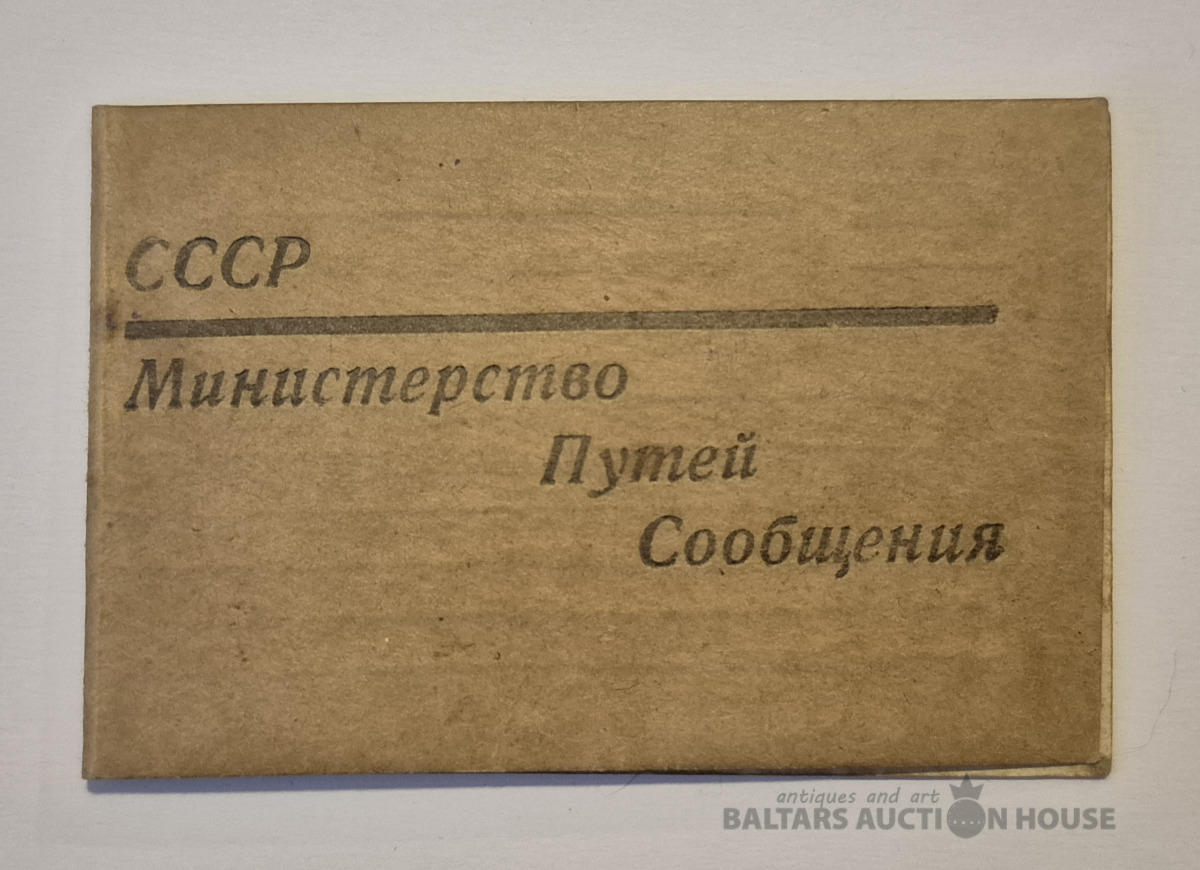 СССР
Министерство
Путей
Сообщения
antiques and art
BALTARS AUCTION HOUSE